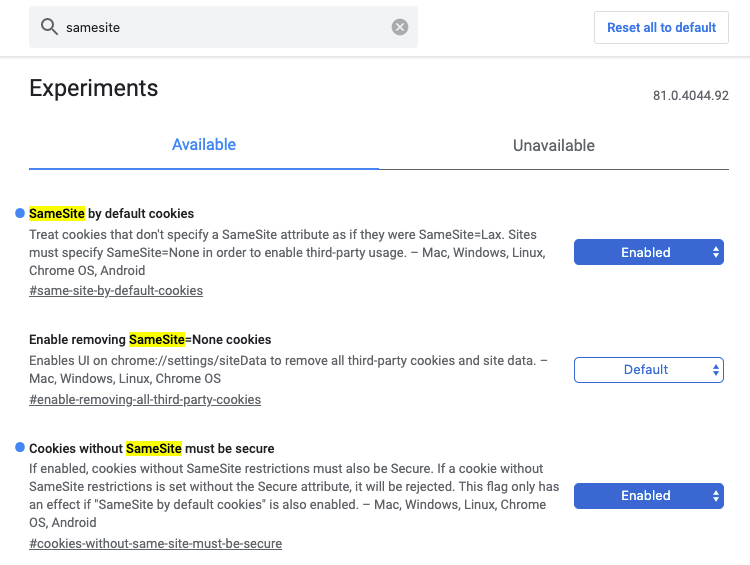 samesite
Reset all to default
Experiments
81.0.4044.92
Available
Unavailable
SameSite by default cookies
Treat cookies that don't specify a SameSite attribute as if they were SameSite=Lax. Sites
must specify SameSite=None in order to enable third-party usage. – Mac, Windows, Linux,
Chrome OS, Android
#same-site-by-default-cookies
Enabled
Enable removing SameSite=None cookies
Enables UI on chrome://settings/siteData to remove all third-party cookies and site data. –
Mac, Windows, Linux, Chrome OS
#enable-removing-all-third-party-cookies
Default
Cookies without SameSite must be secure
If enabled, cookies without SameSite restrictions must also be Secure. If a cookie without
SameSite restrictions is set without the Secure attribute, it will be rejected. This flag only has
an effect if "SameSite by default cookies" is also enabled. – Mac, Windows, Linux, Chrome
OS, Android
#cookies-without-same-site-must-be-secure
Enabled